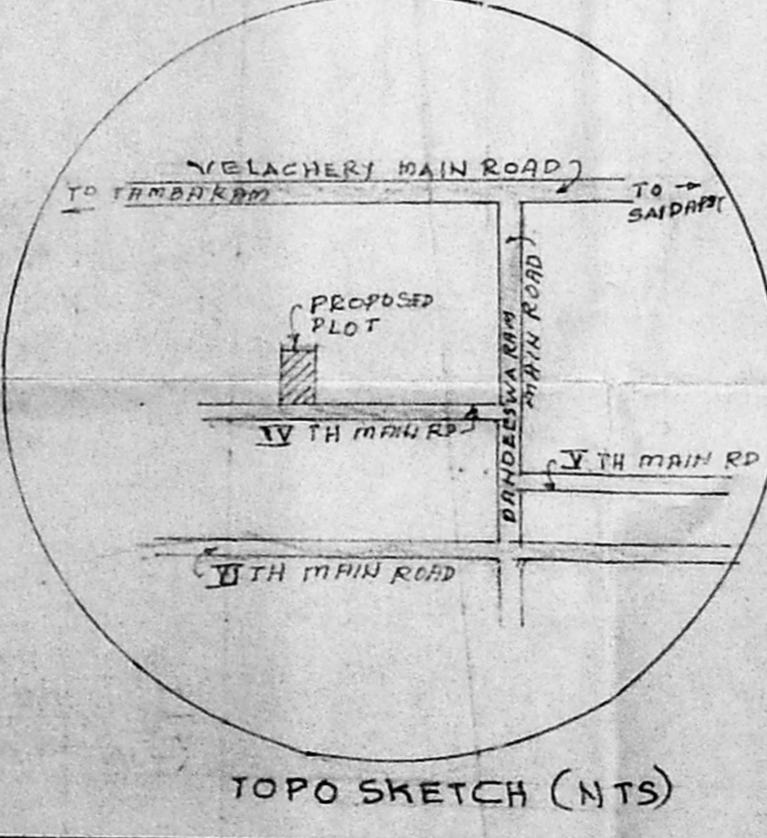 VELACHERY MAIN ROAD
TO TAMBAKAM
TO
SAIDAPET
PROPOSED
PLOT
DANDEESWARAM
MAIN ROAD
IV TH MAIN RD
V TH MAIN RD
VI TH MAIN ROAD
TOPO SKETCH (NTS)